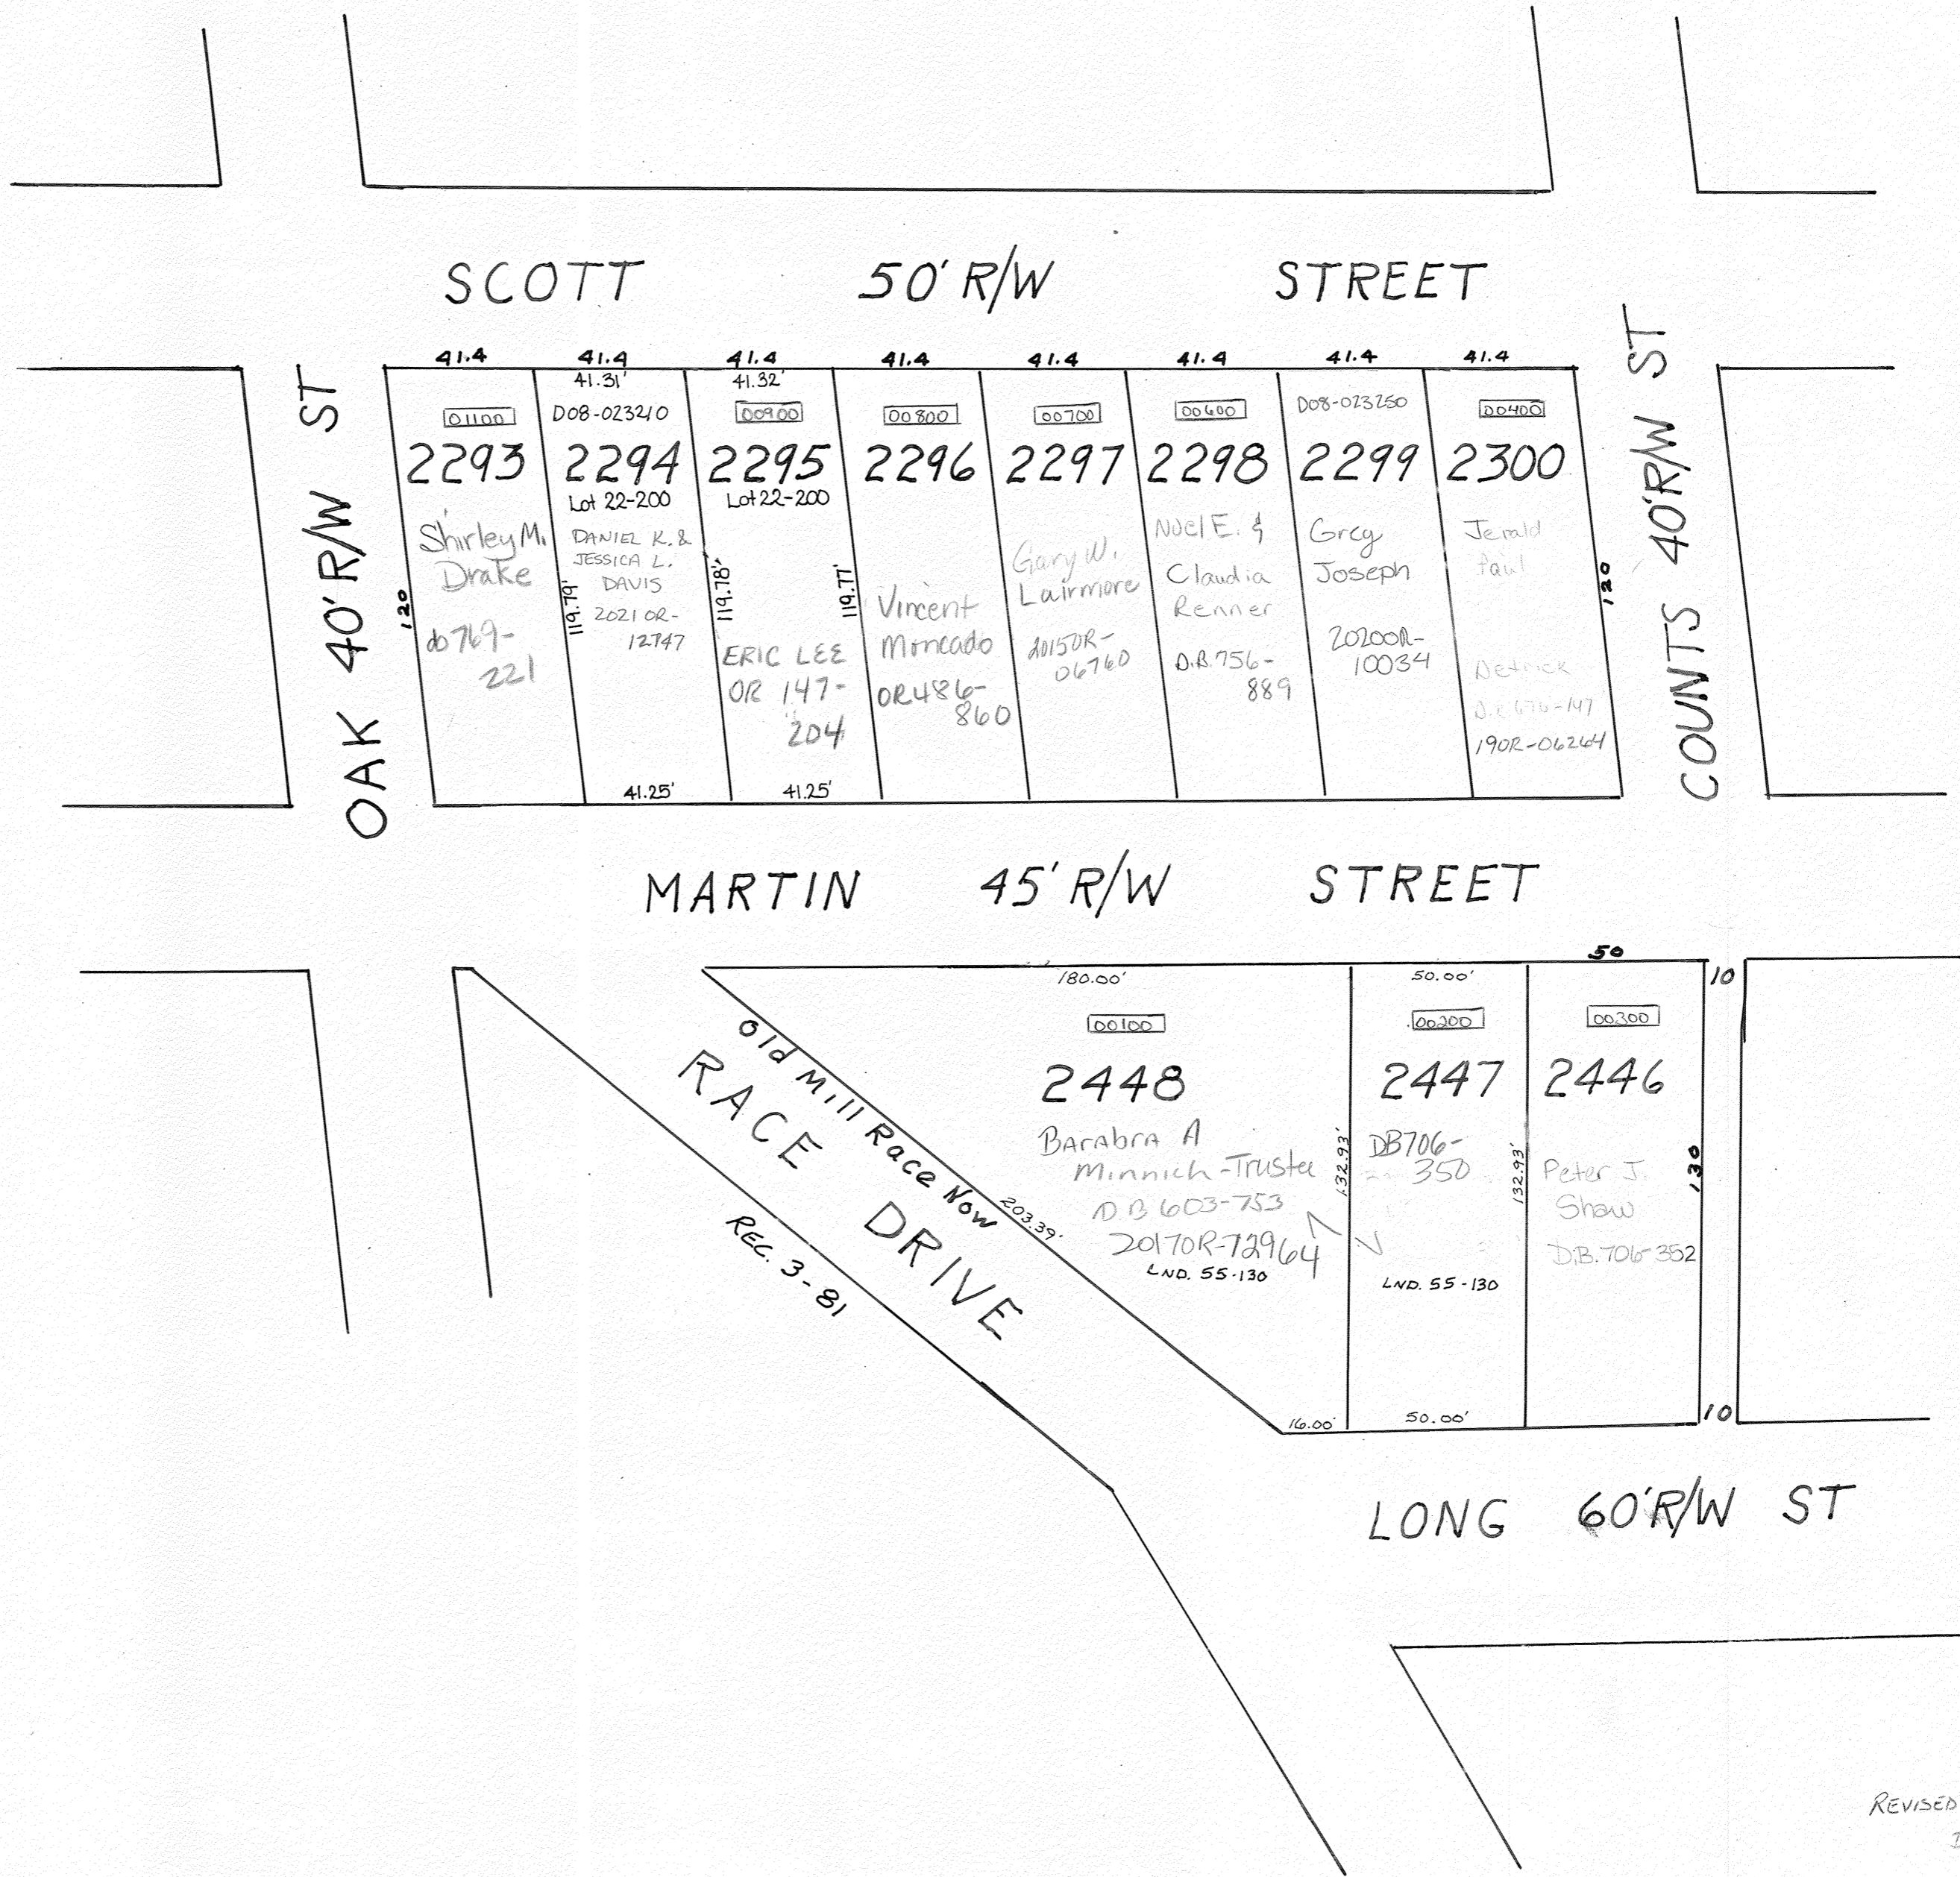 SCOTT 50' R/W STREET
OAK 40' R/W ST
COUNTS 40'R/W ST
41.4 41.4 41.4 41.4 41.4 41.4 41.4 41.4
41.31' 41.32'
01100
2293
Shirley M.
Drake
db 769-
221
120
D08-023210
2294
Lot 22-200
DANIEL K. &
JESSICA L.
DAVIS
2021 OR-
12747
119.79'
41.25'
00900
2295
Lot 22-200
119.78'
ERIC LEE
OR 147-
204
41.25'
119.77'
00800
2296
Vincent
Moncado
OR486-
860
00700
2297
Gary W.
Lairmore
2015OR-
06760
00600
2298
Noel E. &
Claudia
Renner
D.B.756-
889
D08-023250
2299
Greg
Joseph
2020OR-
10034
00400
2300
Jerald
Paul
Detrick
147
19OR-06264
120
MARTIN 45' R/W STREET
180.00' 50.00' 50 10
00100
2448
Barabra A
Minnich-Trustee
D.B 603-753
2017OR-72964
LND. 55-130
132.93'
203.39'
16.00'
00200
2447
DB706-
350
LND. 55-130
132.93'
50.00'
00300
2446
Peter J.
Shaw
D.B.706-352
130
10
Old Mill Race Now
RACE DRIVE
REC. 3-81
LONG 60'R/W ST
REVISED